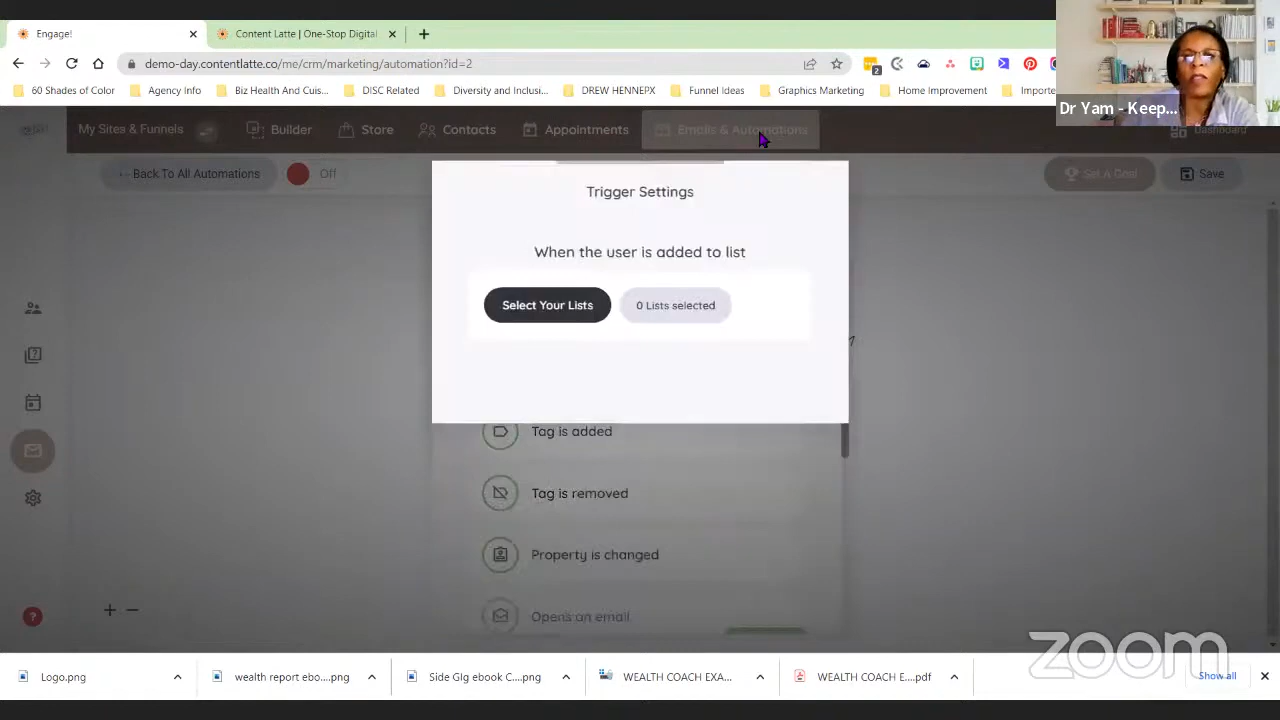 Engage!
Content Latte | One-Stop Digital
demo-day.contentlatte.co/me/crm/marketing/automation?id=2
2
60 Shades of Color
Agency Info
Biz Health And Cuis...
DISC Related
Diversity and Inclusi...
DREW HENNEPX
Funnel Ideas
Graphics Marketing
Home Improvement
Importe
Dr Yam - Keep...
My Sites & Funnels
Builder
Store
Contacts
Appointments
Emails & Automations
Dashboard
Back To All Automations
Off
Set A Goal
Save
Trigger Settings
When the user is added to list
Select Your Lists
0 Lists selected
Tag is added
Tag is removed
Property is changed
Opens an email
+ −
?
zoom
Logo.png
wealth report ebo....png
Side Gig ebook C....png
WEALTH COACH EXA...
WEALTH COACH E....pdf
Show all